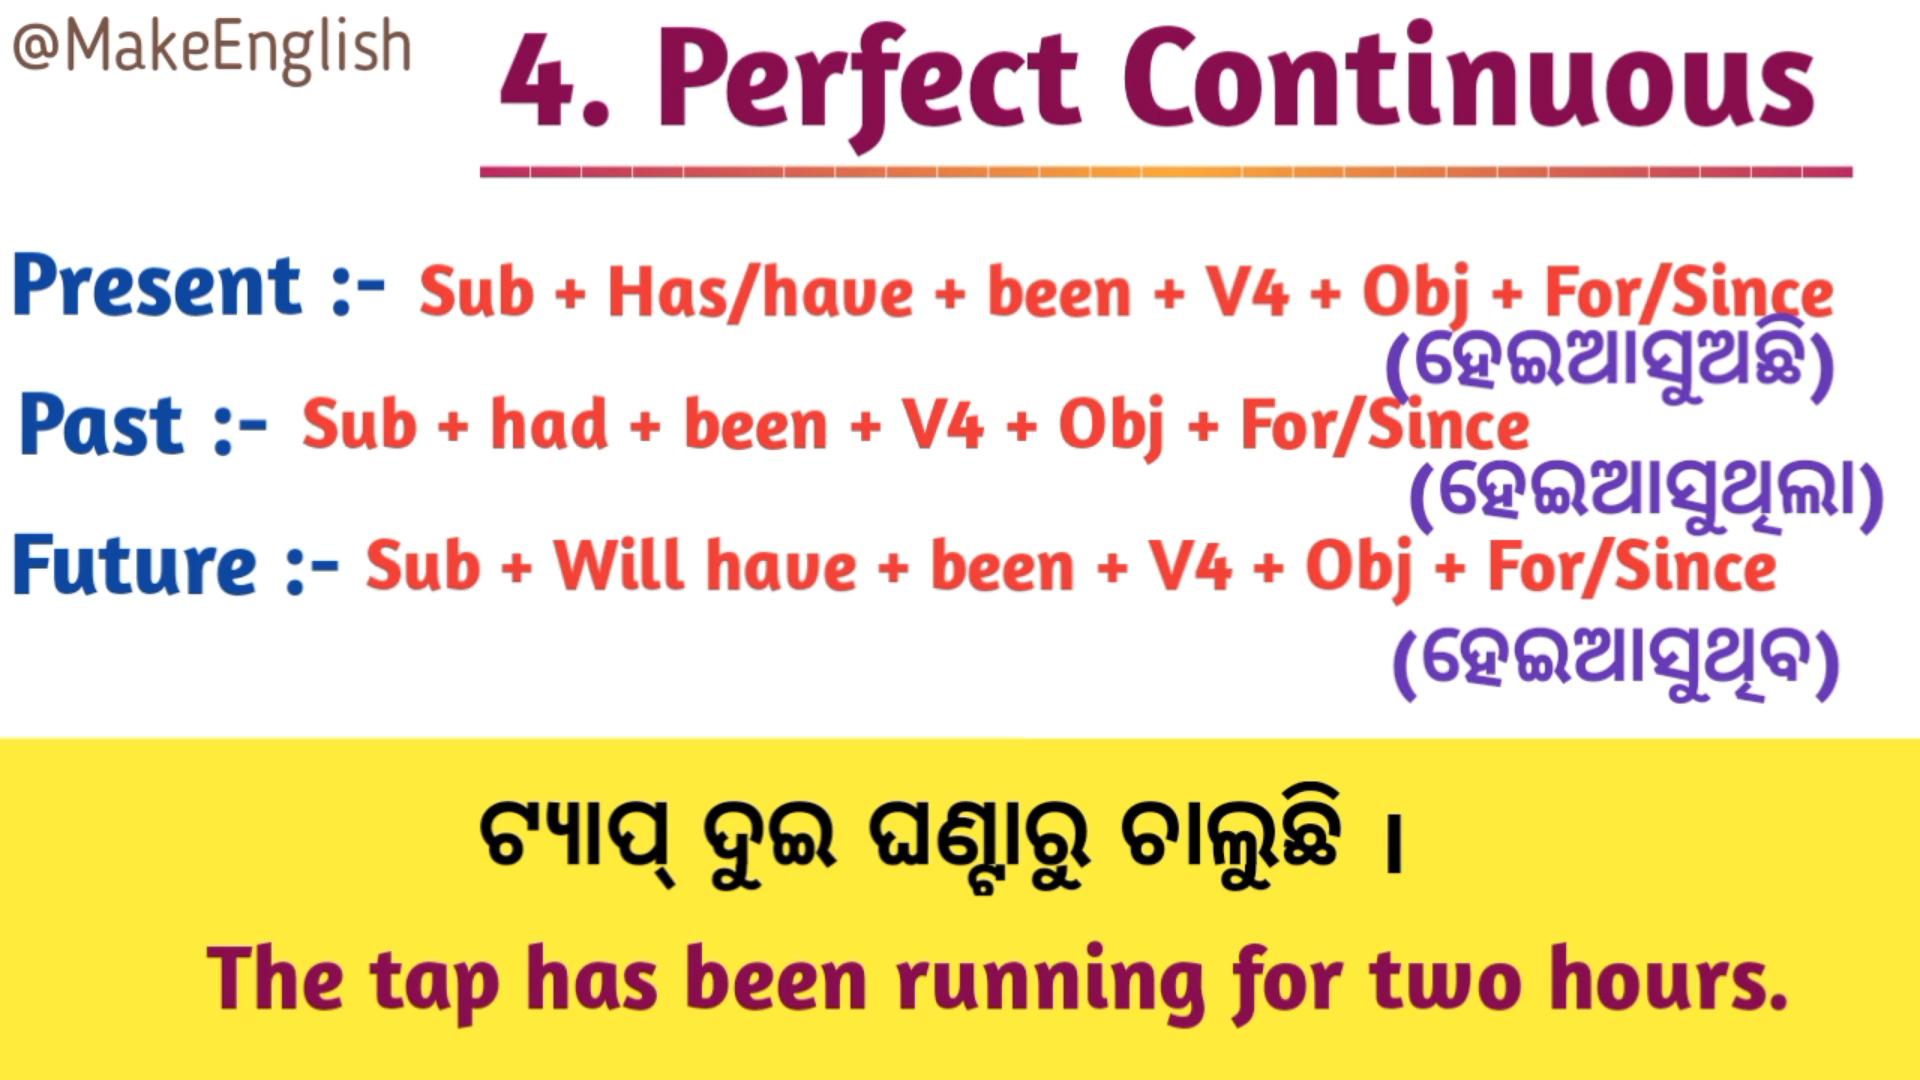 @MakeEnglish
4. Perfect Continuous
Present :- Sub + Has/have + been + V4 + Obj + For/Since
(ହେଇଆସୁଅଛି)
Past :- Sub + had + been + V4 + Obj + For/Since
(ହେଇଆସୁଥିଲା)
Future :- Sub + Will have + been + V4 + Obj + For/Since
(ହେଇଆସୁଥିବ)
ଟ୍ୟାପ୍ ଦୁଇ ଘଣ୍ଟାରୁ ଚାଲୁଛି ।
The tap has been running for two hours.